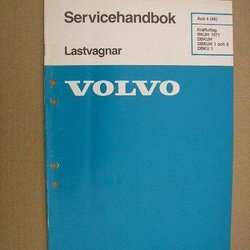 Servicehandbok
Lastvagnar
Avd 4 (46)
Kraftuttag
BKUH 1071
DBKUH
DBKUH 1 och 2
DBKU 1
VOLVO